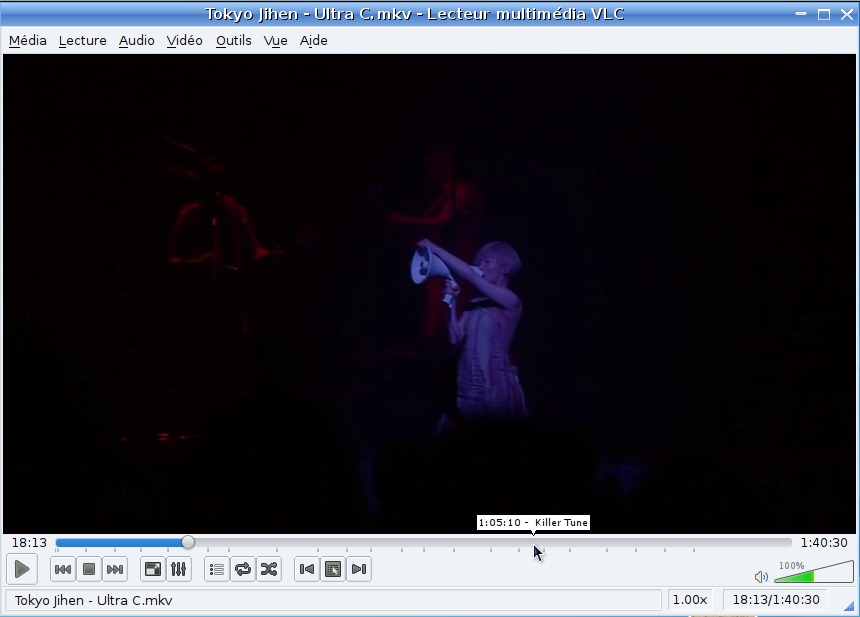 Tokyo Jihen - Ultra C.mkv - Lecteur multimédia VLC
Média Lecture Audio Vidéo Outils Vue Aide
1:05:10 - Killer Tune
18:13 1:40:30
100%
Tokyo Jihen - Ultra C.mkv 1.00x 18:13/1:40:30